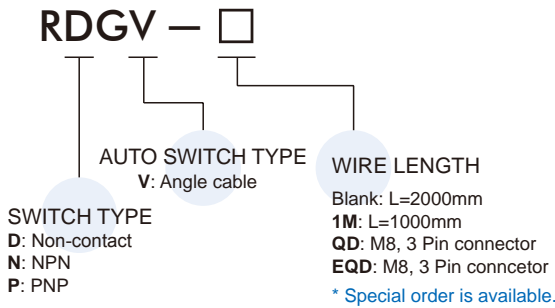 RDGV — □
AUTO SWITCH TYPE
V: Angle cable
WIRE LENGTH
Blank: L=2000mm
1M: L=1000mm
QD: M8, 3 Pin connector
EQD: M8, 3 Pin conncetor
* Special order is available.
SWITCH TYPE
D: Non-contact
N: NPN
P: PNP